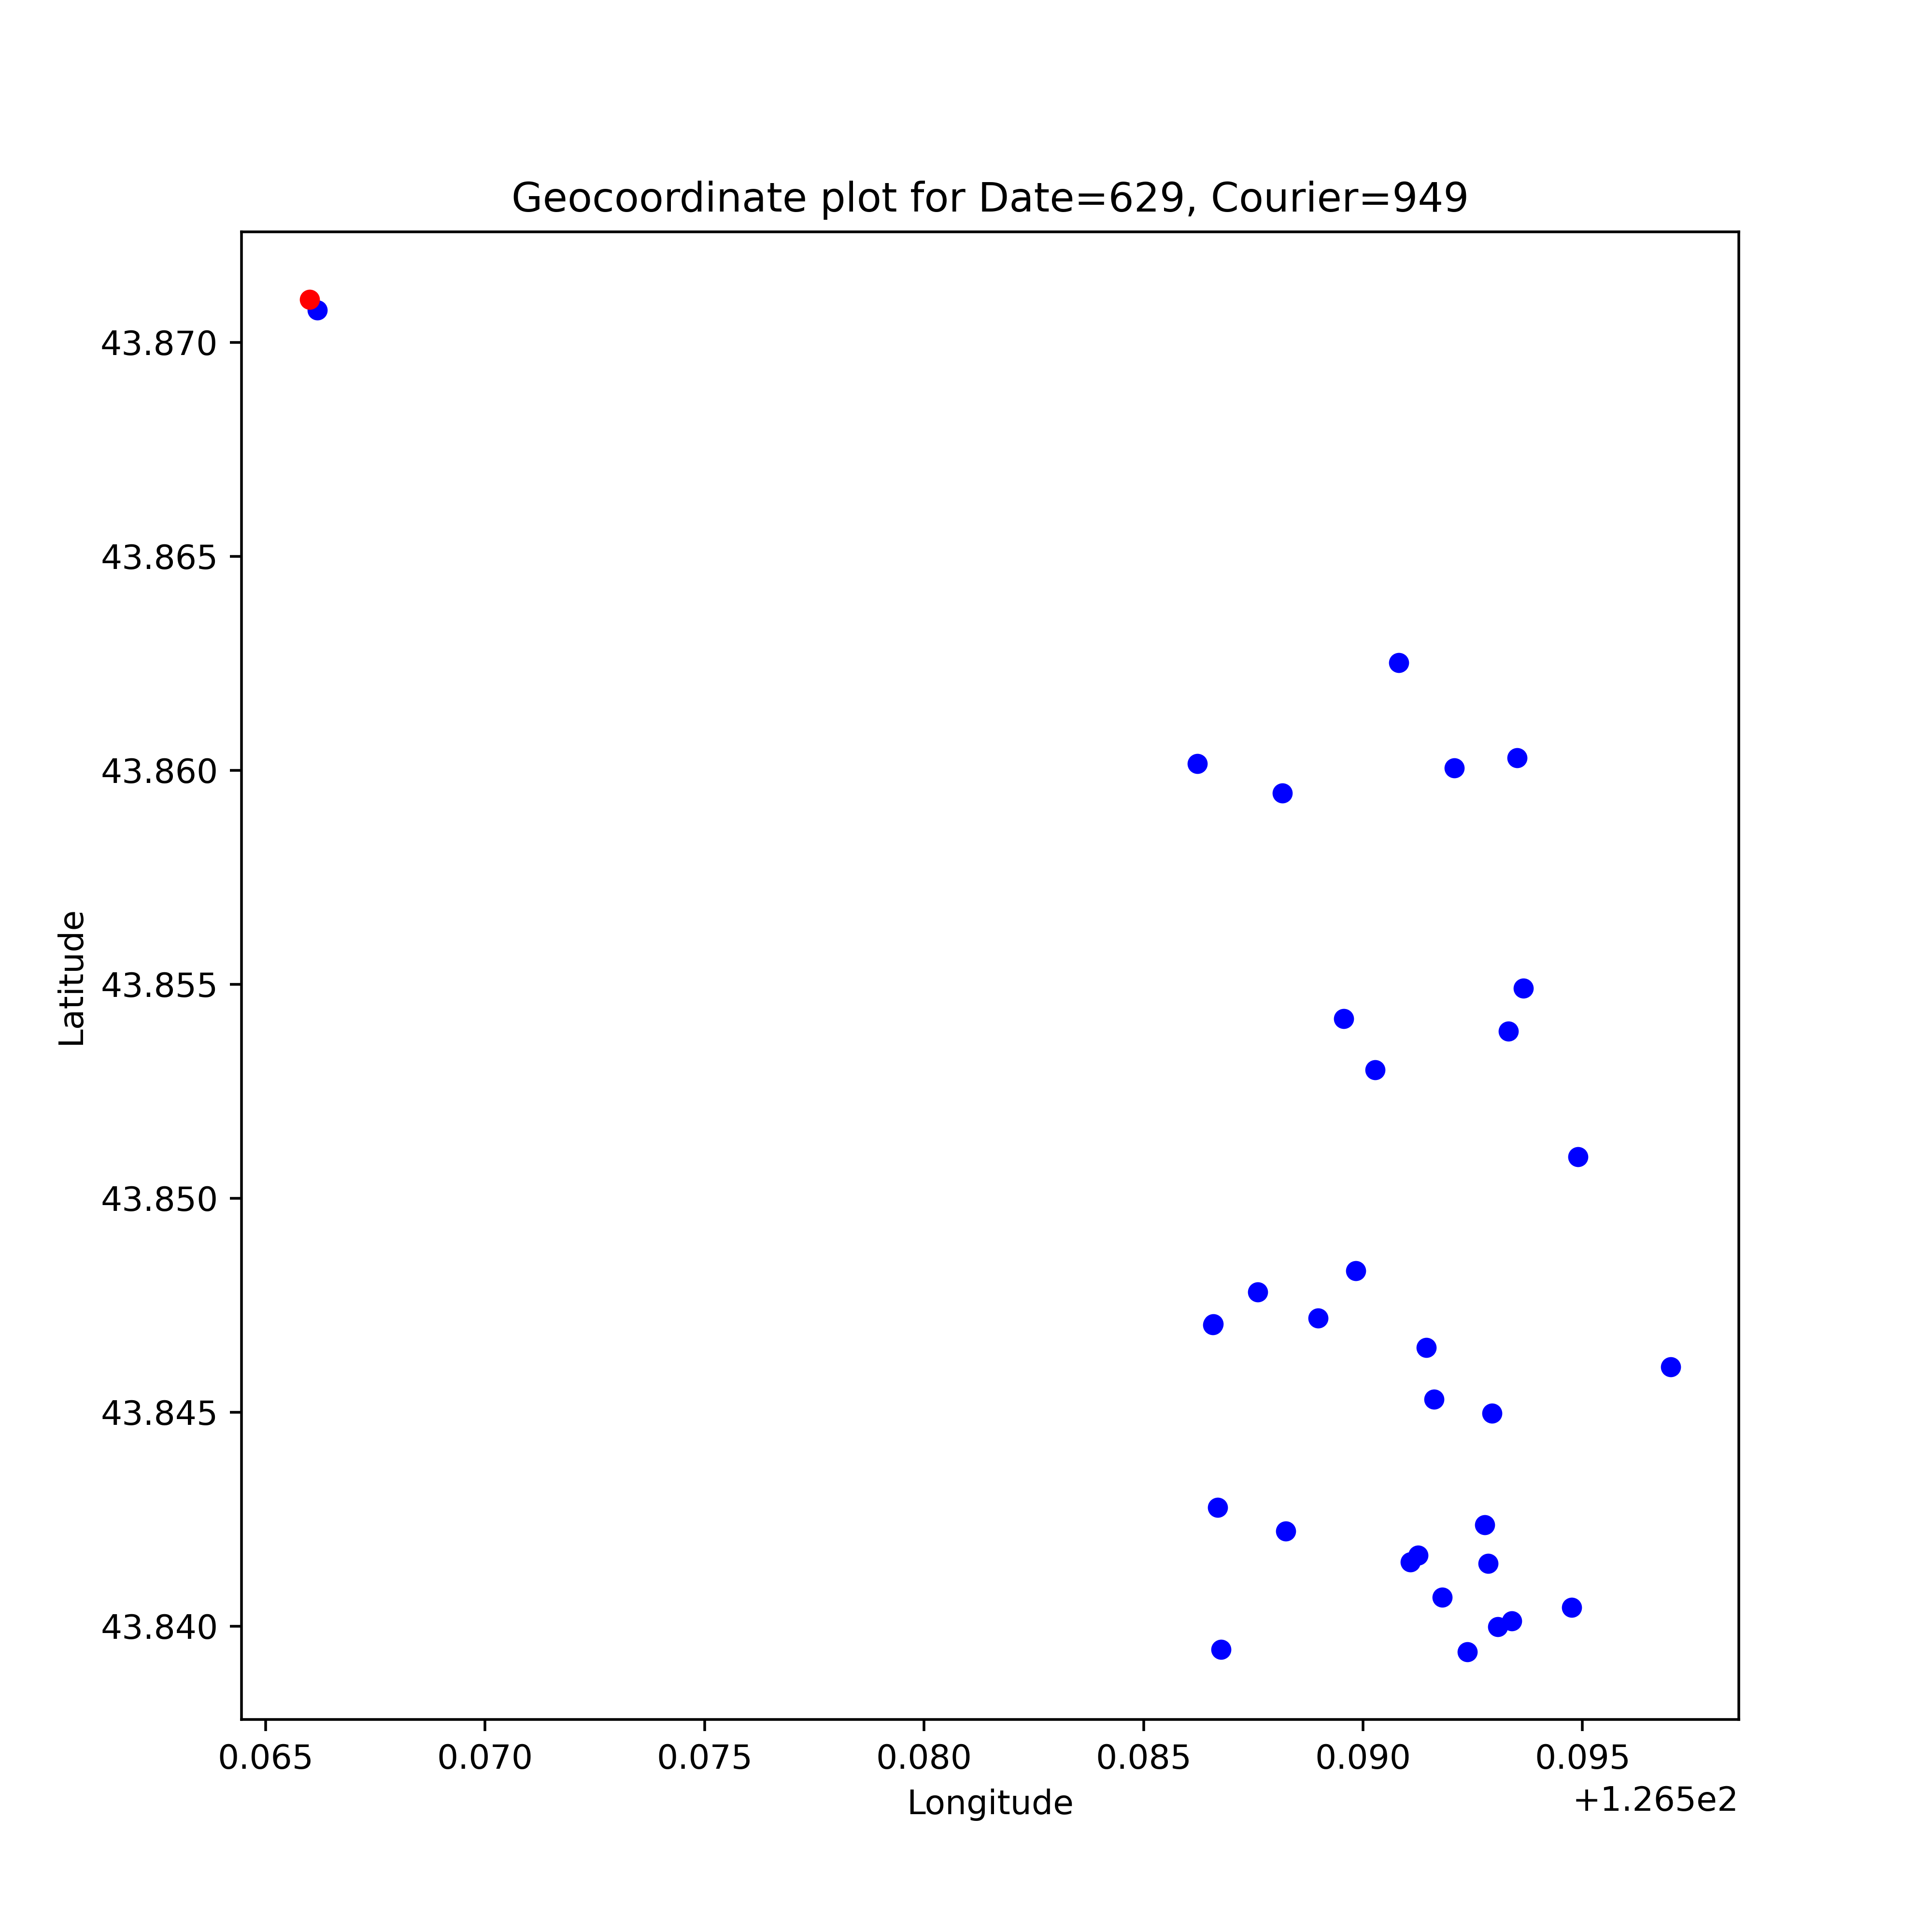 Geocoordinate plot for Date=629, Courier=949
43.870
43.865
43.860
43.855
43.850
43.845
43.840
Latitude
0.065 0.070 0.075 0.080 0.085 0.090 0.095
Longitude
+1.265e2